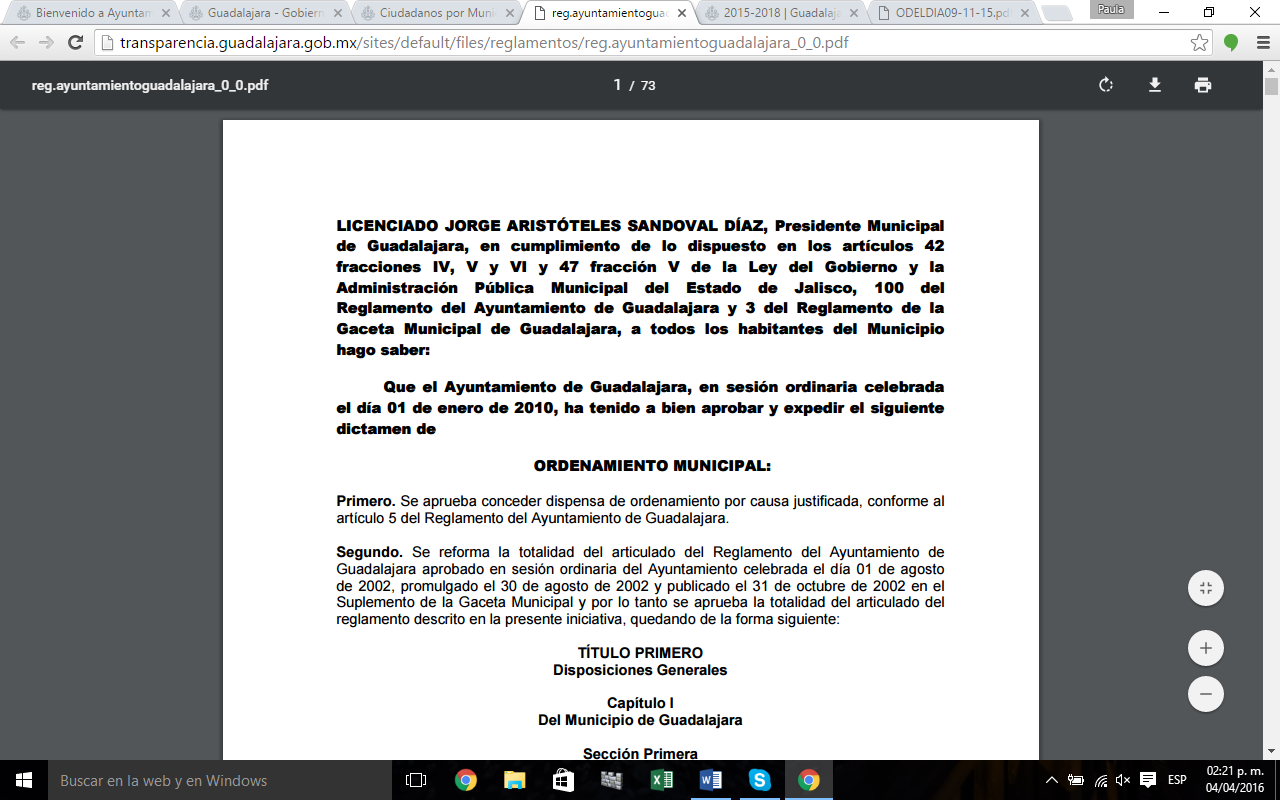 Bienvenido a Ayuntam
Guadalajara - Gobiern
Ciudadanos por Muni
reg.ayuntamientoguad
2015-2018 | Guadalaja
ODELDIA09-11-15.pdf
Paula
transparencia.guadalajara.gob.mx/sites/default/files/reglamentos/reg.ayuntamientoguadalajara_0_0.pdf
reg.ayuntamientoguadalajara_0_0.pdf
1 / 73
LICENCIADO JORGE ARISTÓTELES SANDOVAL DÍAZ, Presidente Municipal
de Guadalajara, en cumplimiento de lo dispuesto en los artículos 42
fracciones IV, V y VI y 47 fracción V de la Ley del Gobierno y la
Administración Pública Municipal del Estado de Jalisco, 100 del
Reglamento del Ayuntamiento de Guadalajara y 3 del Reglamento de la
Gaceta Municipal de Guadalajara, a todos los habitantes del Municipio
hago saber:
Que el Ayuntamiento de Guadalajara, en sesión ordinaria celebrada
el día 01 de enero de 2010, ha tenido a bien aprobar y expedir el siguiente
dictamen de
ORDENAMIENTO MUNICIPAL:
Primero. Se aprueba conceder dispensa de ordenamiento por causa justificada, conforme al
artículo 5 del Reglamento del Ayuntamiento de Guadalajara.
Segundo. Se reforma la totalidad del articulado del Reglamento del Ayuntamiento de
Guadalajara aprobado en sesión ordinaria del Ayuntamiento celebrada el día 01 de agosto
de 2002, promulgado el 30 de agosto de 2002 y publicado el 31 de octubre de 2002 en el
Suplemento de la Gaceta Municipal y por lo tanto se aprueba la totalidad del articulado del
reglamento descrito en la presente iniciativa, quedando de la forma siguiente:
TÍTULO PRIMERO
Disposiciones Generales
Capítulo I
Del Municipio de Guadalajara
Sección Primera
Buscar en la web y en Windows
ESP
02:21 p. m.
04/04/2016